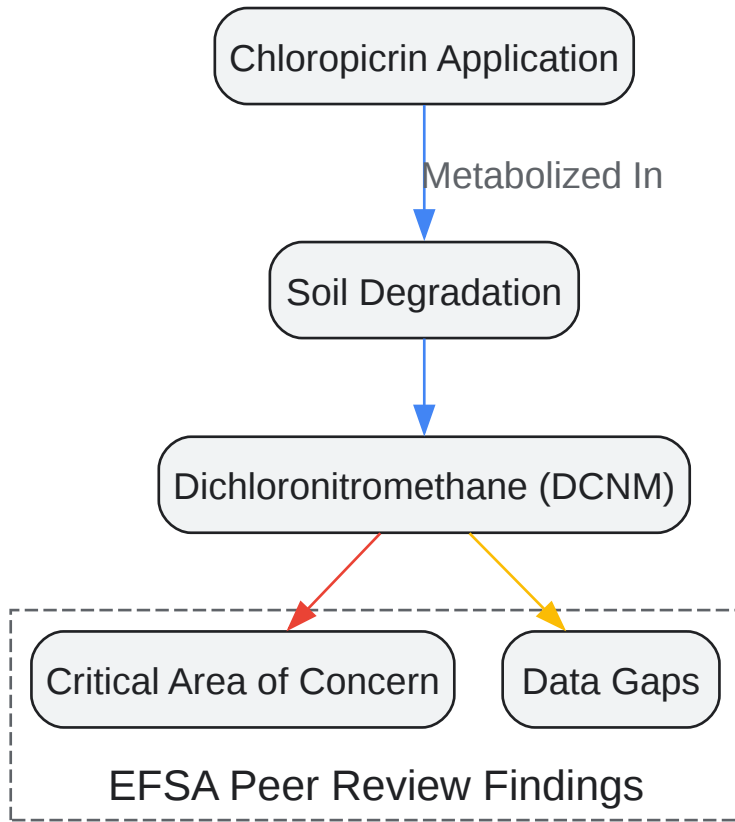 Chloropicrin Application
Metabolized In
Soil Degradation
Dichloronitromethane (DCNM)
Critical Area of Concern
Data Gaps
EFSA Peer Review Findings